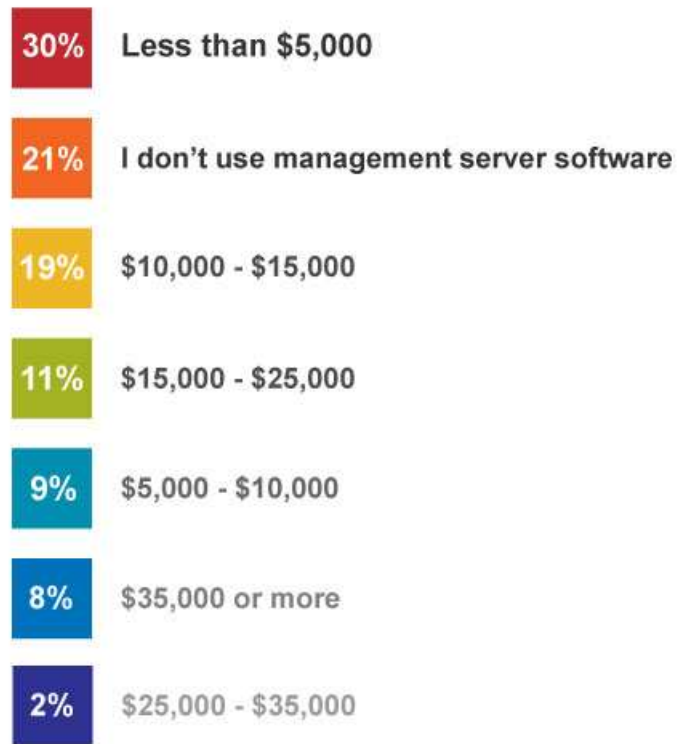 30% Less than $5,000
21% I don't use management server software
19% $10,000 - $15,000
11% $15,000 - $25,000
9% $5,000 - $10,000
8% $35,000 or more
2% $25,000 - $35,000